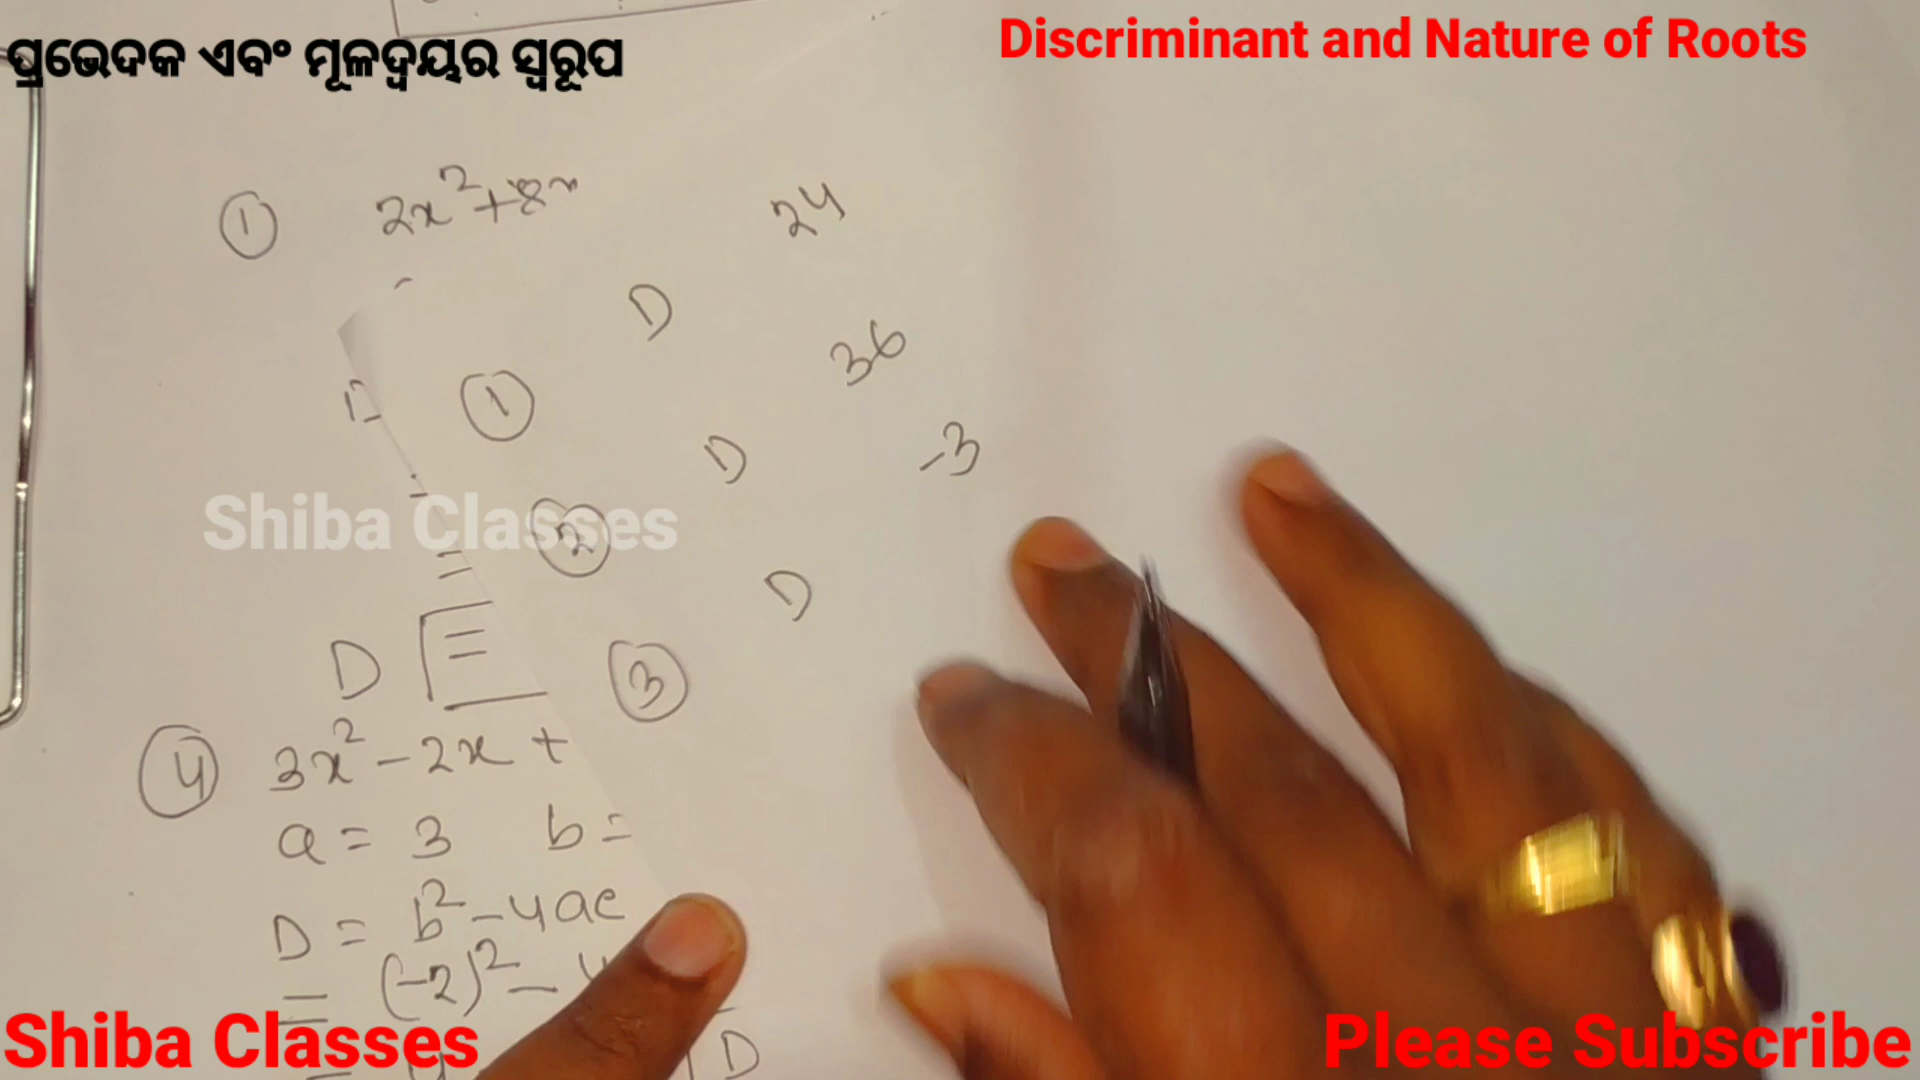 ପ୍ରଭେଦକ ଏବଂ ମୂଳଦ୍ୱୟର ସ୍ୱରୂପ
Discriminant and Nature of Roots
① 2x²+8x
24
D
36
①
D
-3
Shiba Classes
②
=
D
D
③
④ 3x²-2x+
a = 3 b =
D = b²-4ac
= (-2)²-4
D
Shiba Classes
Please Subscribe